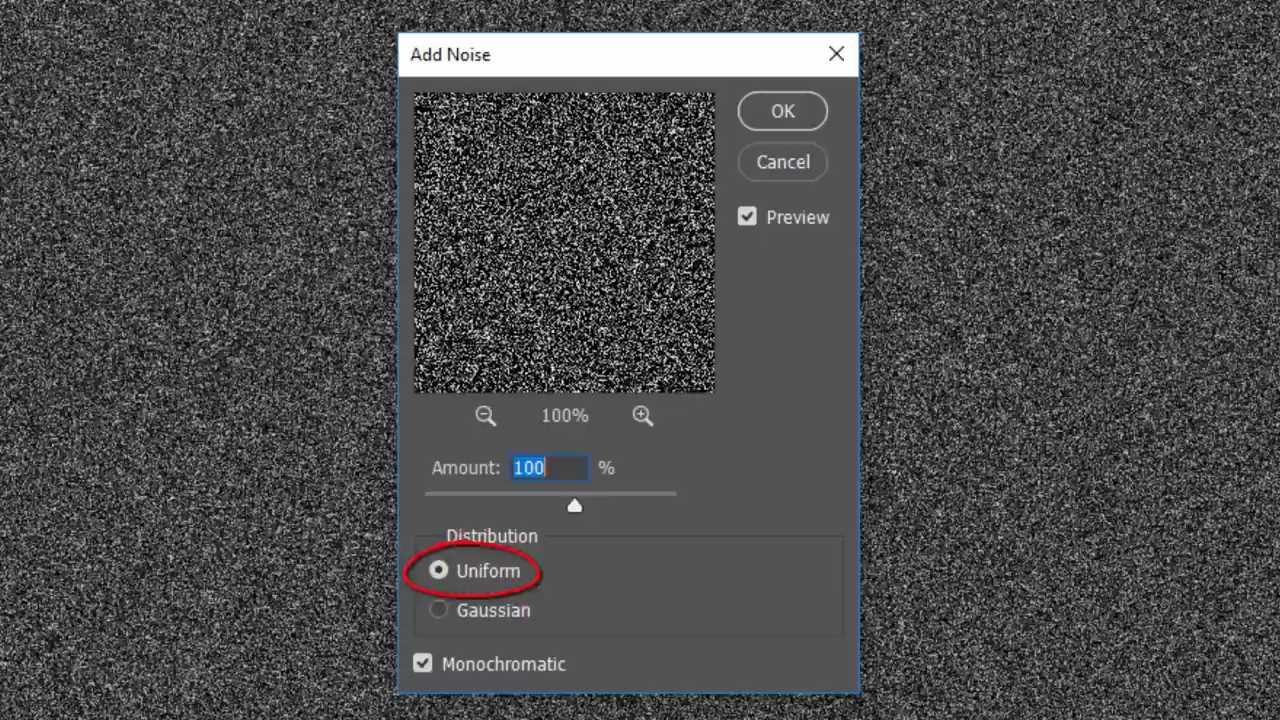 Add Noise
OK
Cancel
Preview
100%
Amount: 100 %
Distribution
Uniform
Gaussian
Monochromatic